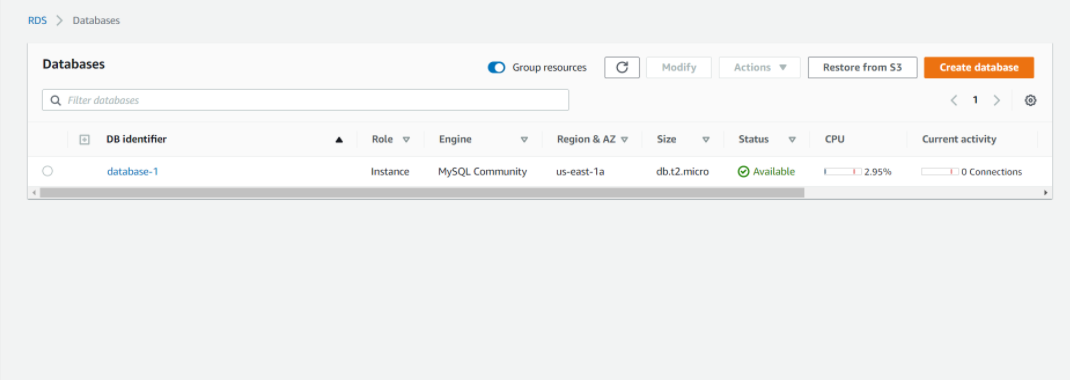 RDS > Databases
Databases
Group resources Modify Actions Restore from S3 Create database
Filter databases 1
DB identifier Role Engine Region & AZ Size Status CPU Current activity
database-1 Instance MySQL Community us-east-1a db.t2.micro Available 2.95% 0 Connections